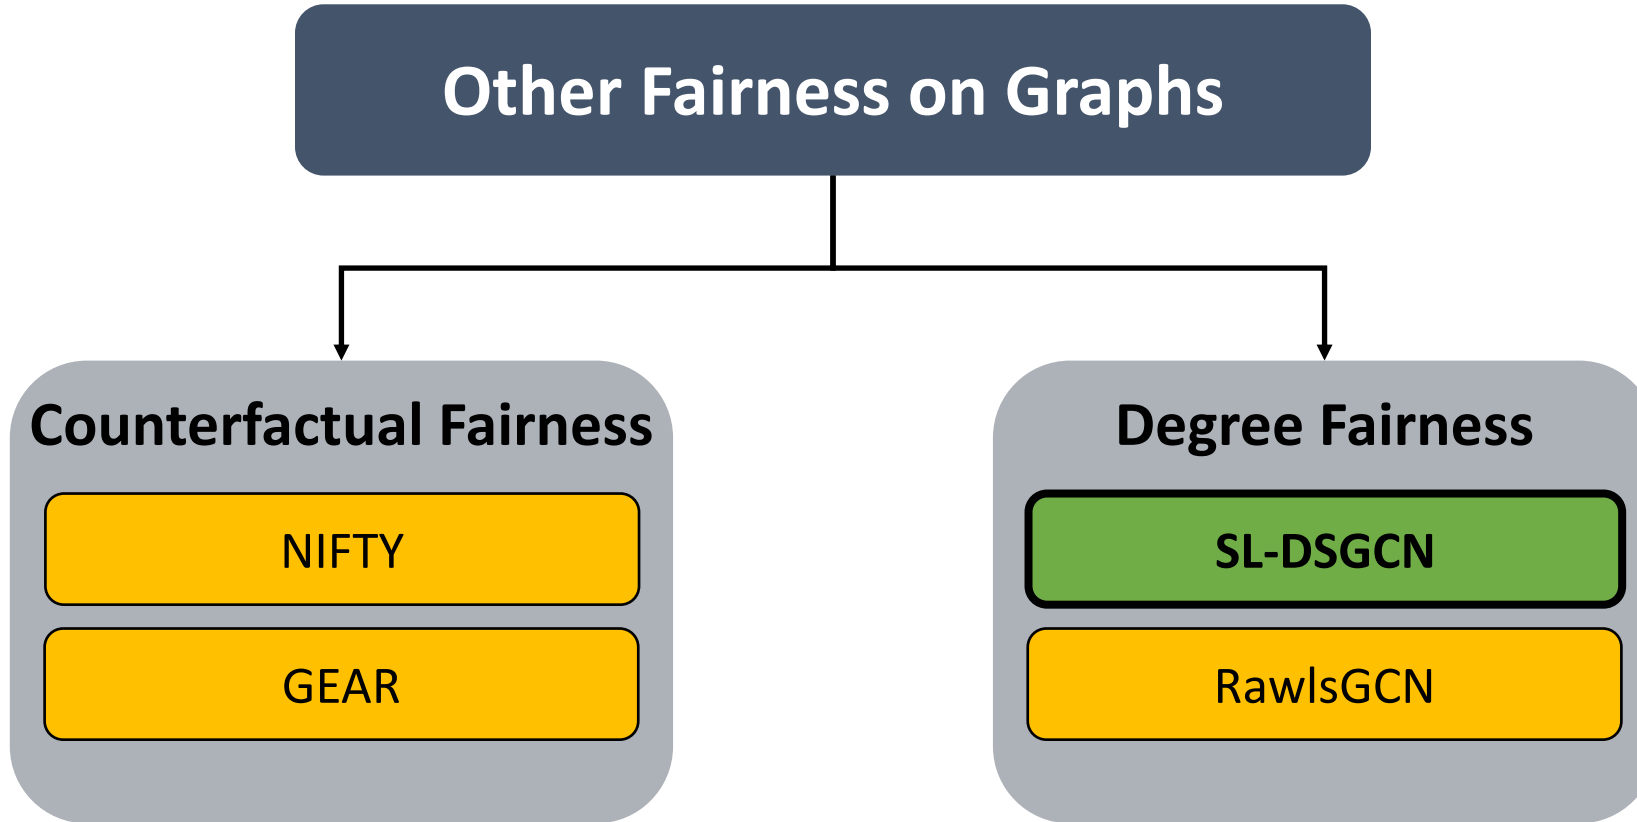 Other Fairness on Graphs
Counterfactual Fairness
NIFTY
GEAR
Degree Fairness
SL-DSGCN
RawlsGCN